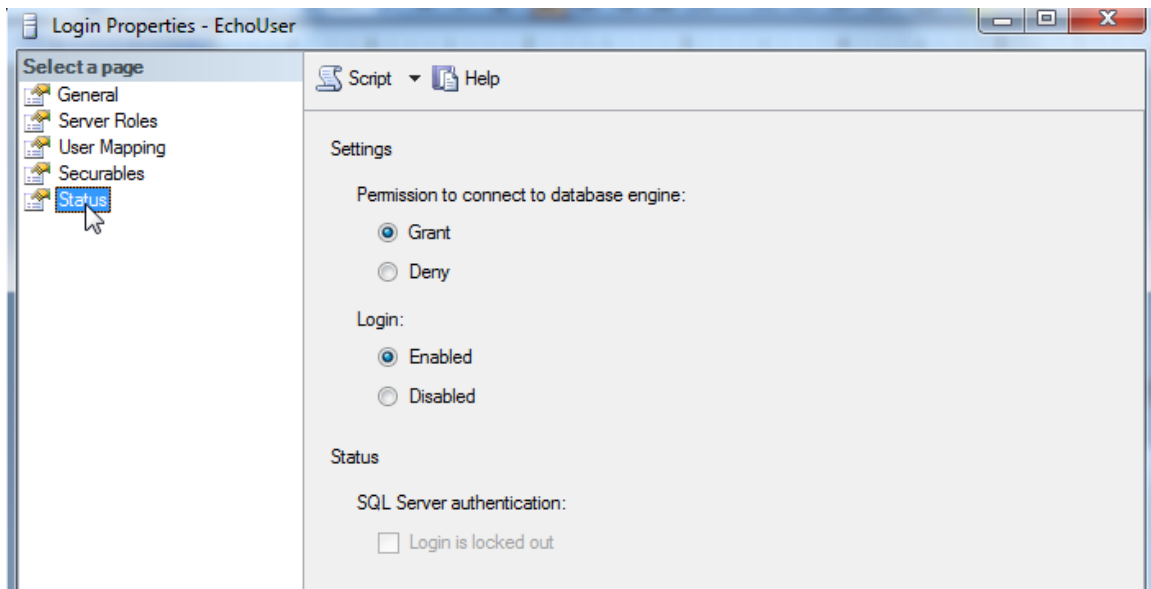 Login Properties - EchoUser
Select a page
General
Server Roles
User Mapping
Securables
Status
Script
Help
Settings
Permission to connect to database engine:
Grant
Deny
Login:
Enabled
Disabled
Status
SQL Server authentication:
Login is locked out